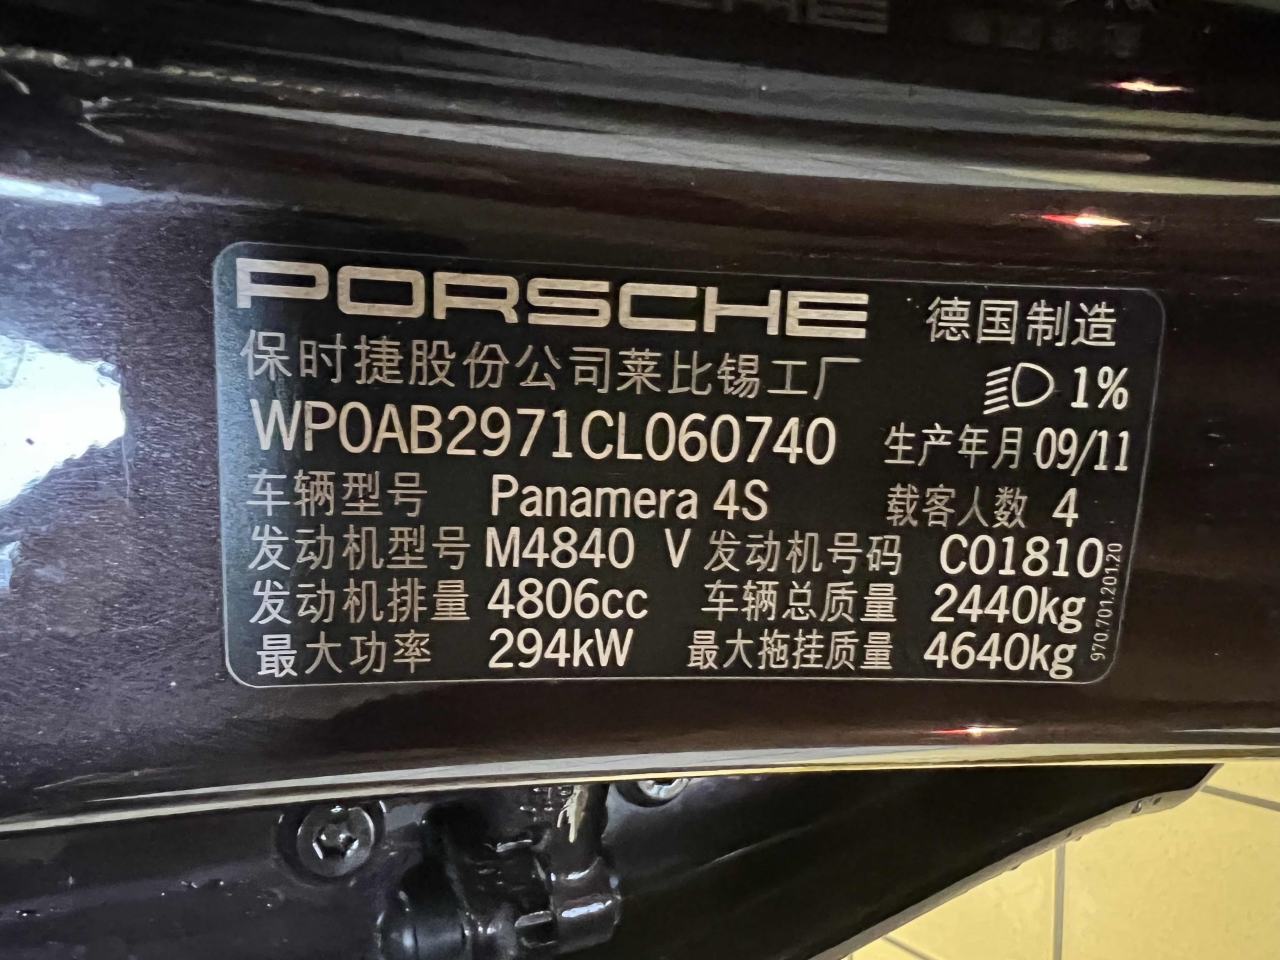 PORSCHE 德国制造
保时捷股份公司莱比锡工厂 1%
WP0AB2971CL060740 生产年月 09/11
车辆型号 Panamera 4S 载客人数 4
发动机型号 M4840 V 发动机号码 C01810
发动机排量 4806cc 车辆总质量 2440kg
最大功率 294kW 最大拖挂质量 4640kg
970.701.201.20